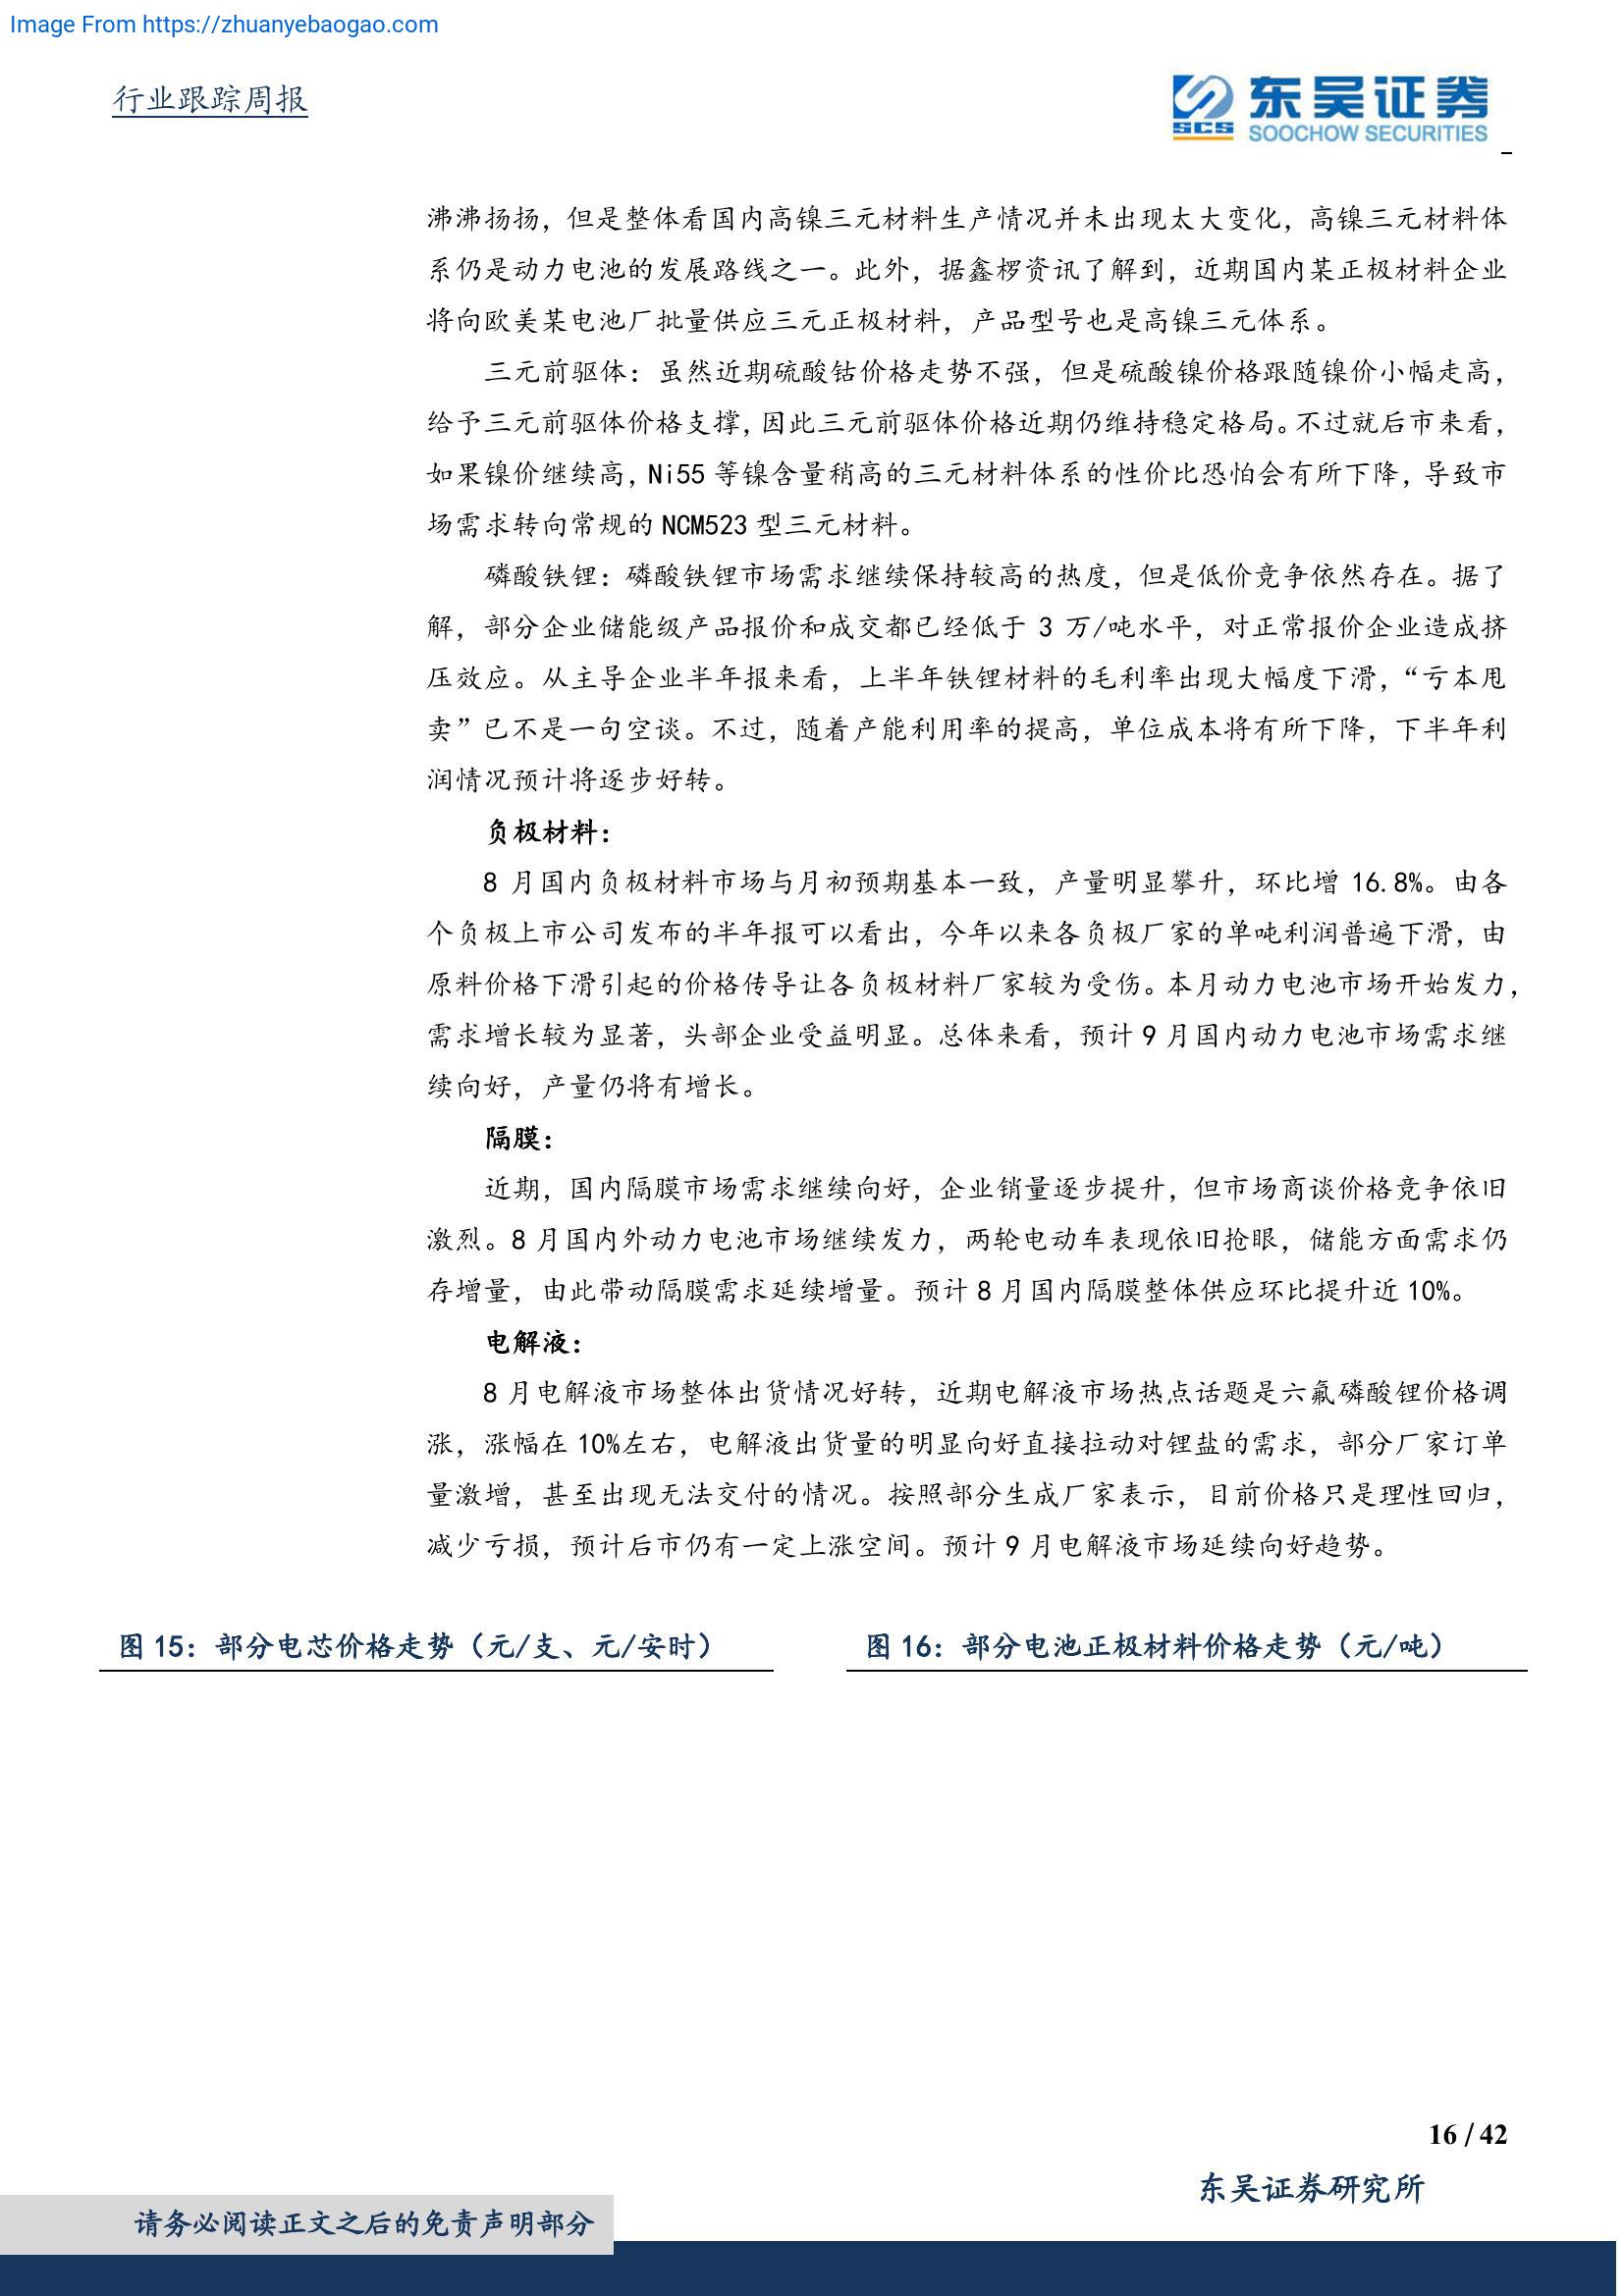 Image From https://zhuanyebaogao.com
行业跟踪周报
SCS
东吴证券
SOOCHOW SECURITIES
沸沸扬扬，但是整体看国内高镍三元材料生产情况并未出现太大变化，高镍三元材料体
系仍是动力电池的发展路线之一。此外，据鑫椤资讯了解到，近期国内某正极材料企业
将向欧美某电池厂批量供应三元正极材料，产品型号也是高镍三元体系。
三元前驱体：虽然近期硫酸钴价格走势不强，但是硫酸镍价格跟随镍价小幅走高，
给予三元前驱体价格支撑，因此三元前驱体价格近期仍维持稳定格局。不过就后市来看，
如果镍价继续高，Ni55 等镍含量稍高的三元材料体系的性价比恐怕会有所下降，导致市
场需求转向常规的 NCM523 型三元材料。
磷酸铁锂：磷酸铁锂市场需求继续保持较高的热度，但是低价竞争依然存在。据了
解，部分企业储能级产品报价和成交都已经低于 3 万/吨水平，对正常报价企业造成挤
压效应。从主导企业半年报来看，上半年铁锂材料的毛利率出现大幅度下滑，“亏本甩
卖”已不是一句空谈。不过，随着产能利用率的提高，单位成本将有所下降，下半年利
润情况预计将逐步好转。
负极材料：
8 月国内负极材料市场与月初预期基本一致，产量明显攀升，环比增 16.8%。由各
个负极上市公司发布的半年报可以看出，今年以来各负极厂家的单吨利润普遍下滑，由
原料价格下滑引起的价格传导让各负极材料厂家较为受伤。本月动力电池市场开始发力，
需求增长较为显著，头部企业受益明显。总体来看，预计 9 月国内动力电池市场需求继
续向好，产量仍将有增长。
隔膜：
近期，国内隔膜市场需求继续向好，企业销量逐步提升，但市场商谈价格竞争依旧
激烈。8 月国内外动力电池市场继续发力，两轮电动车表现依旧抢眼，储能方面需求仍
存增量，由此带动隔膜需求延续增量。预计 8 月国内隔膜整体供应环比提升近 10%。
电解液：
8 月电解液市场整体出货情况好转，近期电解液市场热点话题是六氟磷酸锂价格调
涨，涨幅在 10%左右，电解液出货量的明显向好直接拉动对锂盐的需求，部分厂家订单
量激增，甚至出现无法交付的情况。按照部分生成厂家表示，目前价格只是理性回归，
减少亏损，预计后市仍有一定上涨空间。预计 9 月电解液市场延续向好趋势。
图 15：部分电芯价格走势（元/支、元/安时）
图 16：部分电池正极材料价格走势（元/吨）
16 / 42
东吴证券研究所
请务必阅读正文之后的免责声明部分